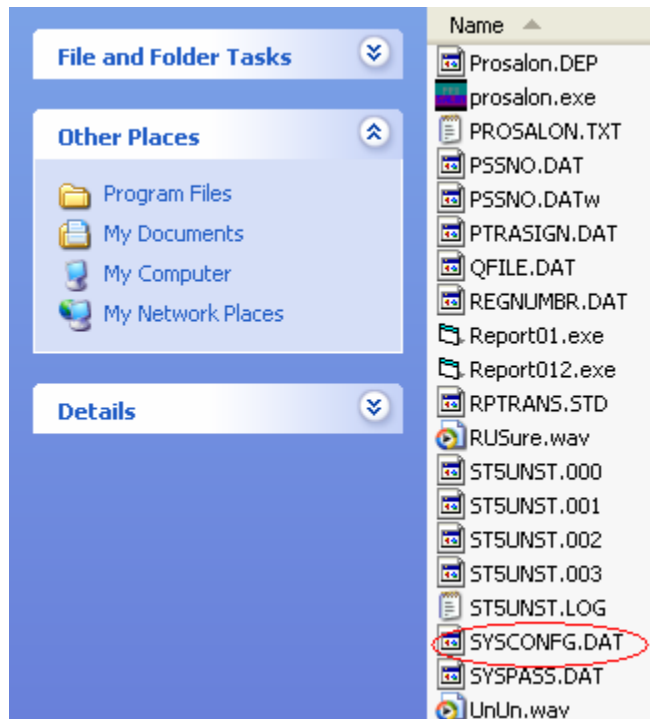 File and Folder Tasks
Other Places
Program Files
My Documents
My Computer
My Network Places
Details
Name
Prosalon.DEP
prosalon.exe
PROSALON.TXT
PSSNO.DAT
PSSNO.DATw
PTRASIGN.DAT
QFILE.DAT
REGNUMBR.DAT
Report01.exe
Report012.exe
RPTRANS.STD
RUSure.wav
ST5UNST.000
ST5UNST.001
ST5UNST.002
ST5UNST.003
ST5UNST.LOG
SYSCONFG.DAT
SYSPASS.DAT
UnUn.wav